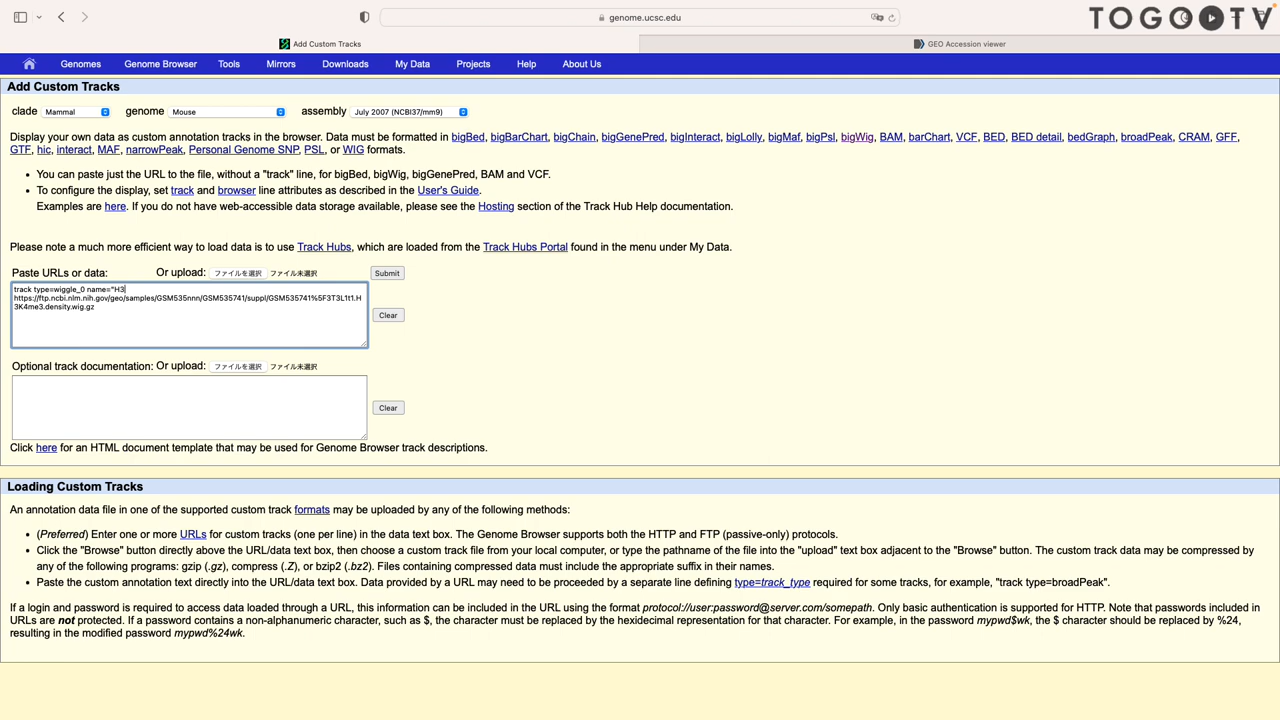 genome.ucsc.edu
TOGO TV
Add Custom Tracks
GEO Accession viewer
Genomes Genome Browser Tools Mirrors Downloads My Data Projects Help About Us
Add Custom Tracks
clade Mammal genome Mouse assembly July 2007 (NCBI37/mm9)
Display your own data as custom annotation tracks in the browser. Data must be formatted in bigBed, bigBarChart, bigChain, bigGenePred, bigInteract, bigLolly, bigMaf, bigPsl, bigWig, BAM, barChart, VCF, BED, BED detail, bedGraph, broadPeak, CRAM, GFF,
GTF, hic, interact, MAF, narrowPeak, Personal Genome SNP, PSL, or WIG formats.
• You can paste just the URL to the file, without a "track" line, for bigBed, bigWig, bigGenePred, BAM and VCF.
• To configure the display, set track and browser line attributes as described in the User's Guide.
Examples are here. If you do not have web-accessible data storage available, please see the Hosting section of the Track Hub Help documentation.
Please note a much more efficient way to load data is to use Track Hubs, which are loaded from the Track Hubs Portal found in the menu under My Data.
Paste URLs or data: Or upload: ファイルを選択 ファイル未選択 Submit
track type=wiggle_0 name="H3
https://ftp.ncbi.nlm.nih.gov/geo/samples/GSM535nnn/GSM535741/suppl/GSM535741%5F3T3L1t1.H
3K4me3.density.wig.gz
Clear
Optional track documentation: Or upload: ファイルを選択 ファイル未選択
Clear
Click here for an HTML document template that may be used for Genome Browser track descriptions.
Loading Custom Tracks
An annotation data file in one of the supported custom track formats may be uploaded by any of the following methods:
• (Preferred) Enter one or more URLs for custom tracks (one per line) in the data text box. The Genome Browser supports both the HTTP and FTP (passive-only) protocols.
• Click the "Browse" button directly above the URL/data text box, then choose a custom track file from your local computer, or type the pathname of the file into the "upload" text box adjacent to the "Browse" button. The custom track data may be compressed by
any of the following programs: gzip (.gz), compress (.Z), or bzip2 (.bz2). Files containing compressed data must include the appropriate suffix in their names.
• Paste the custom annotation text directly into the URL/data text box. Data provided by a URL may need to be proceeded by a separate line defining type=track_type required for some tracks, for example, "track type=broadPeak".
If a login and password is required to access data loaded through a URL, this information can be included in the URL using the format protocol://user:password@server.com/somepath. Only basic authentication is supported for HTTP. Note that passwords included in
URLs are not protected. If a password contains a non-alphanumeric character, such as $, the character must be replaced by the hexidecimal representation for that character. For example, in the password mypwd$wk, the $ character should be replaced by %24,
resulting in the modified password mypwd%24wk.